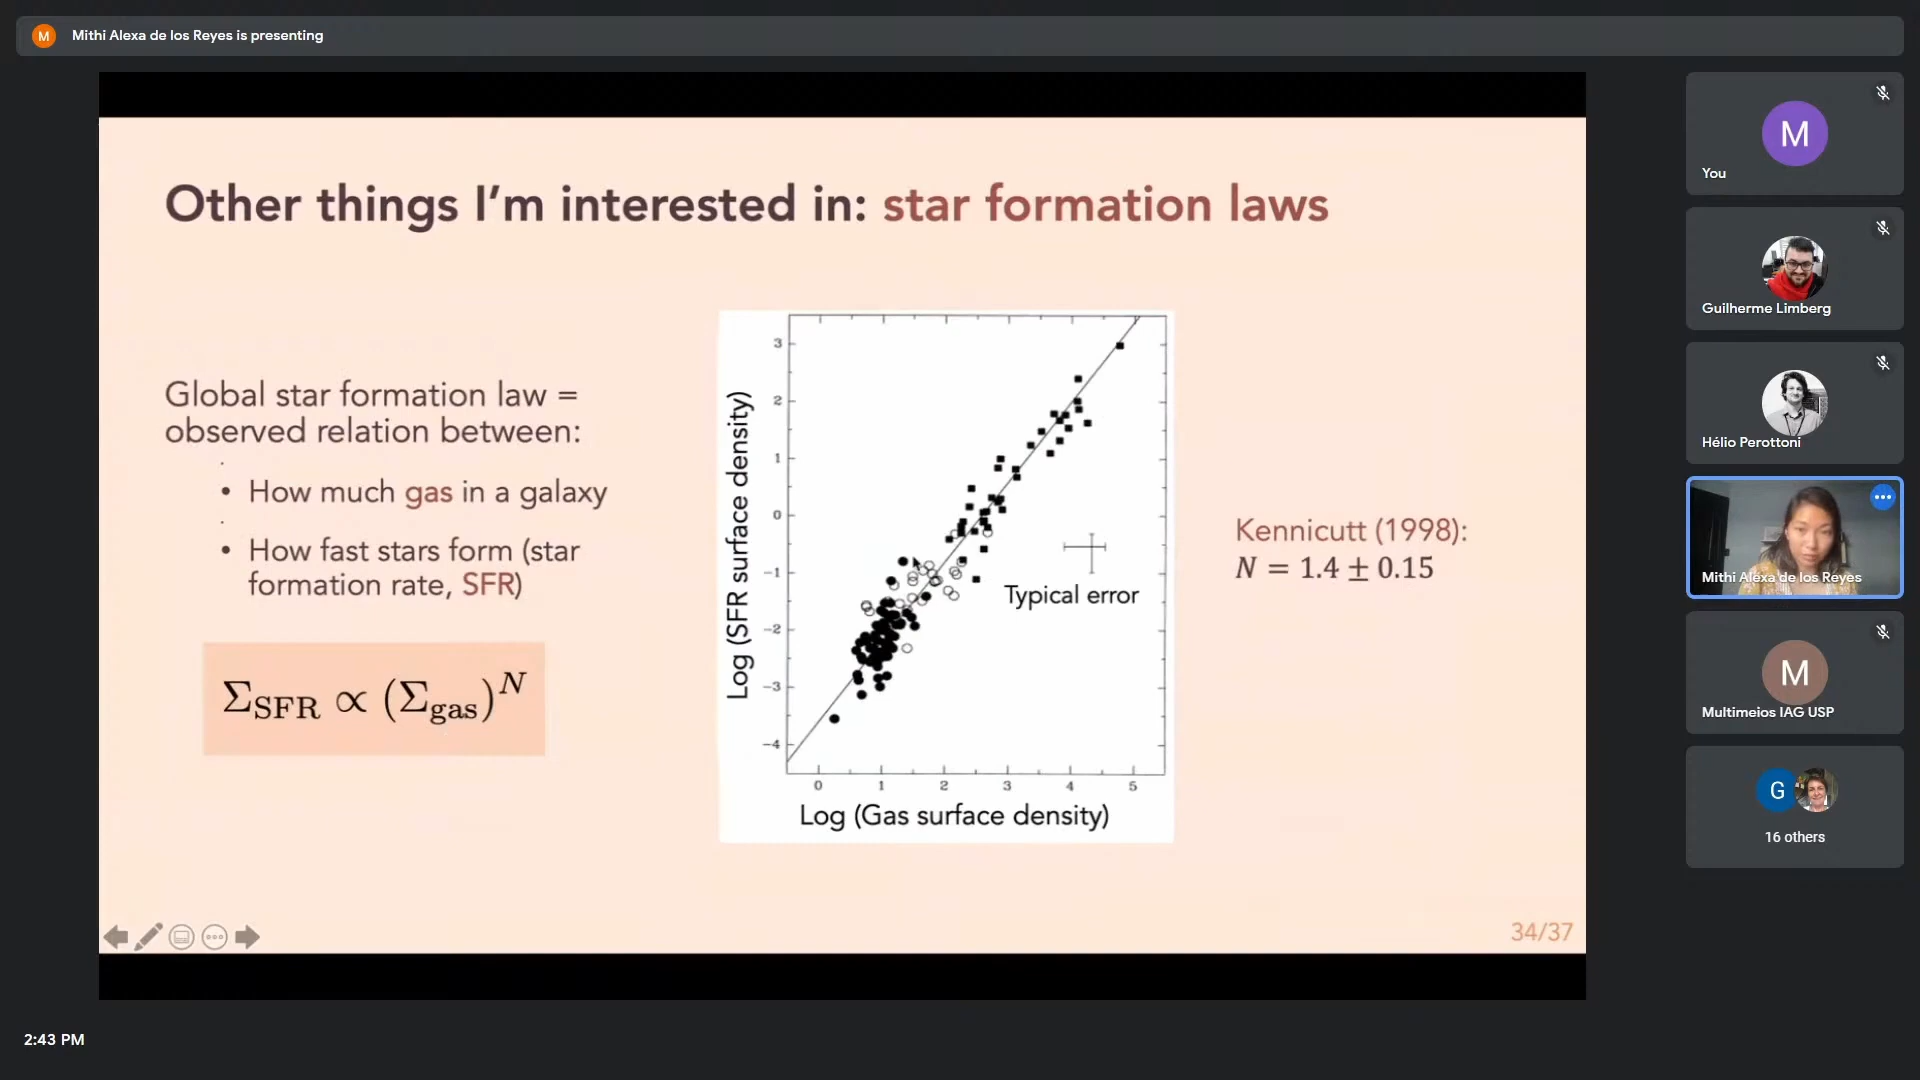 M
Mithi Alexa de los Reyes is presenting
Other things I'm interested in: star formation laws
Global star formation law =
observed relation between:
• How much gas in a galaxy
• How fast stars form (star
formation rate, SFR)
Σ_SFR ∝ (Σ_gas)^N
Log (SFR surface density)
3
2
1
0
−1
−2
−3
−4
0 1 2 3 4 5
Log (Gas surface density)
Typical error
Kennicutt (1998):
N = 1.4 ± 0.15
34/37
M
You
Guilherme Limberg
Hélio Perottoni
Mithi Alexa de los Reyes
M
Multimeios IAG USP
G
16 others
2:43 PM